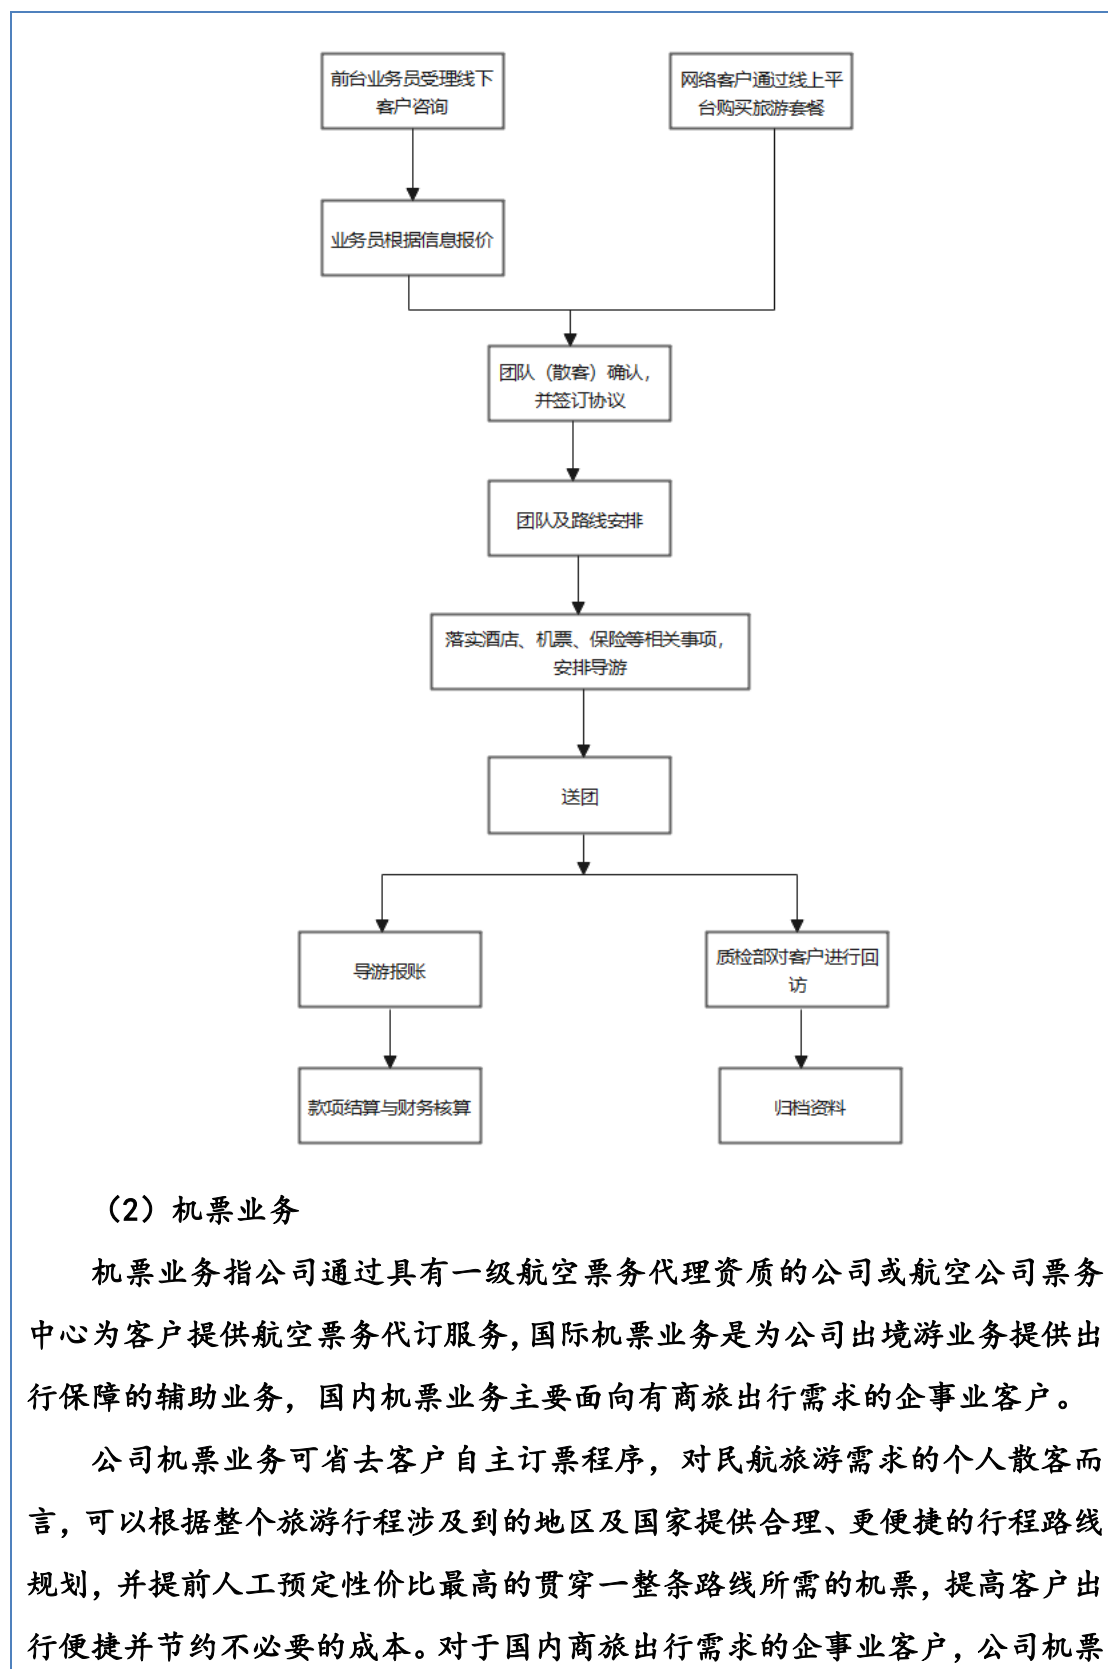 前台业务员受理线下
客户咨询
网络客户通过线上平
台购买旅游套餐
业务员根据信息报价
团队（散客）确认，
并签订协议
团队及路线安排
落实酒店、机票、保险等相关事项，
安排导游
送团
导游报账
质检部对客户进行回
访
款项结算与财务核算
归档资料
（2）机票业务
机票业务指公司通过具有一级航空票务代理资质的公司或航空公司票务
中心为客户提供航空票务代订服务，国际机票业务是为公司出境游业务提供出
行保障的辅助业务，国内机票业务主要面向有商旅出行需求的企事业客户。
公司机票业务可省去客户自主订票程序，对民航旅游需求的个人散客而
言，可以根据整个旅游行程涉及到的地区及国家提供合理、更便捷的行程路线
规划，并提前人工预定性价比最高的贯穿一整条路线所需的机票，提高客户出
行便捷并节约不必要的成本。对于国内商旅出行需求的企事业客户，公司机票